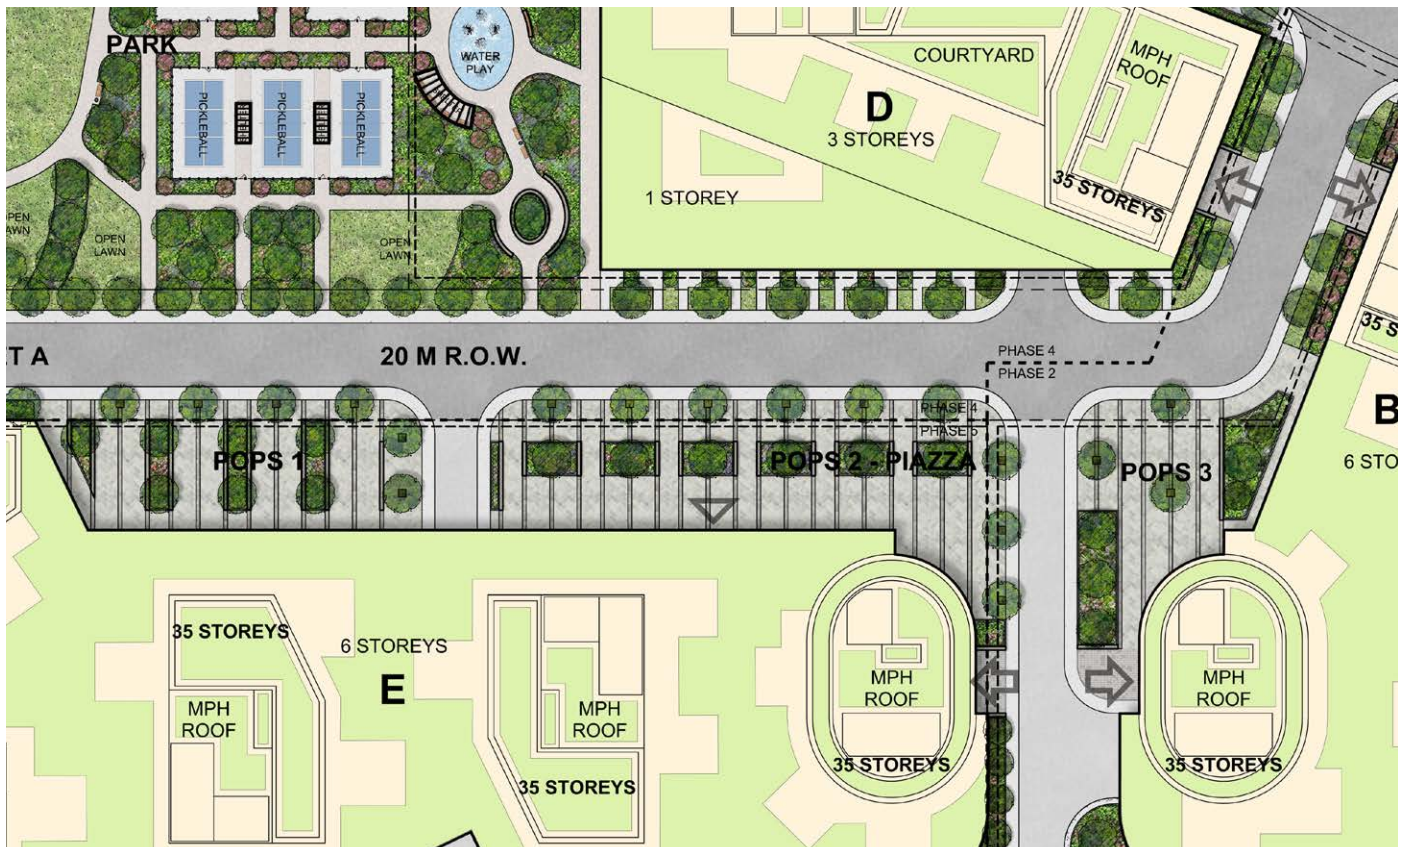 PARK
WATER
PLAY
PICKLEBALL
PICKLEBALL
PICKLEBALL
OPEN
LAWN
OPEN
LAWN
OPEN
LAWN
COURTYARD
MPH
ROOF
D
3 STOREYS
1 STOREY
35 STOREYS
35 S
T A
20 M R.O.W.
PHASE 4
PHASE 2
PHASE 4
PHASE 5
B
6 STO
POPS 1
POPS 2 - PIAZZA
POPS 3
35 STOREYS
6 STOREYS
E
MPH
ROOF
MPH
ROOF
35 STOREYS
MPH
ROOF
35 STOREYS
MPH
ROOF
35 STOREYS